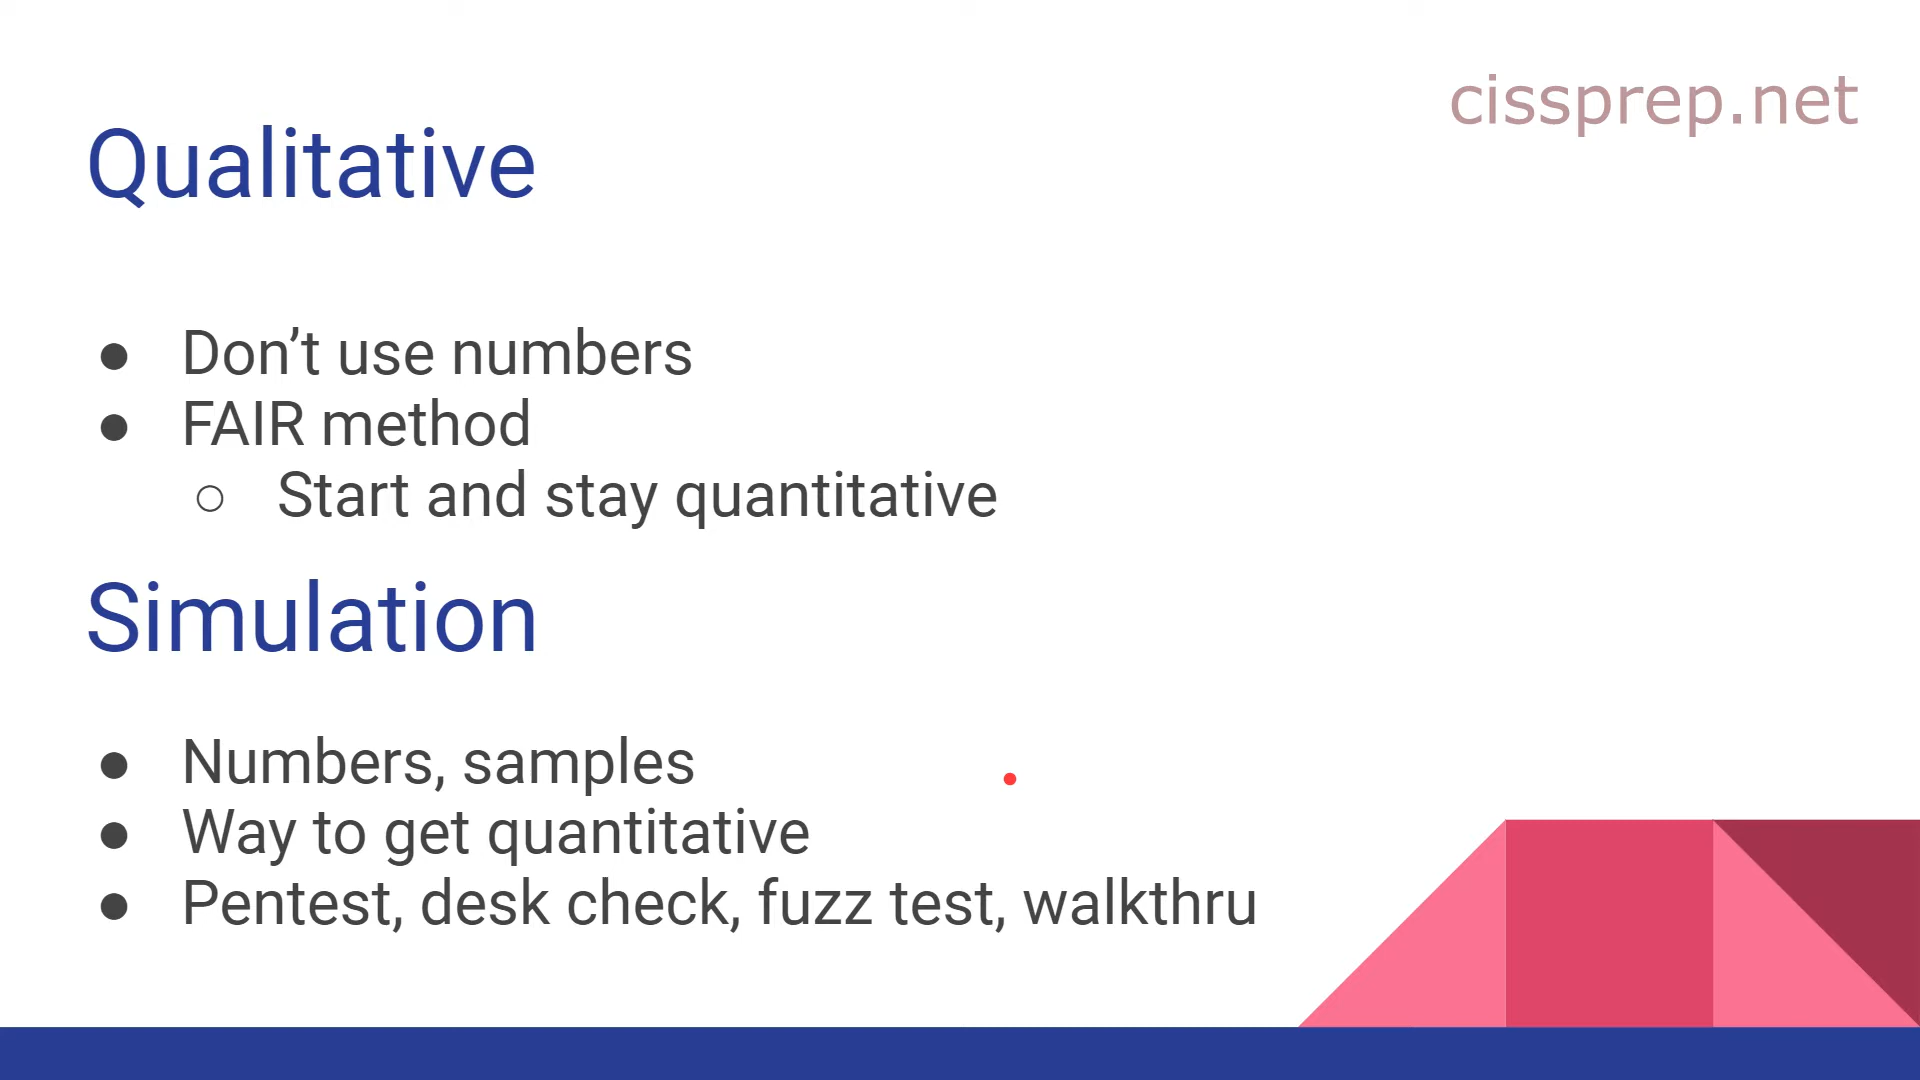 cissprep.net
Qualitative
● Don’t use numbers
● FAIR method
○ Start and stay quantitative
Simulation
● Numbers, samples
● Way to get quantitative
● Pentest, desk check, fuzz test, walkthru